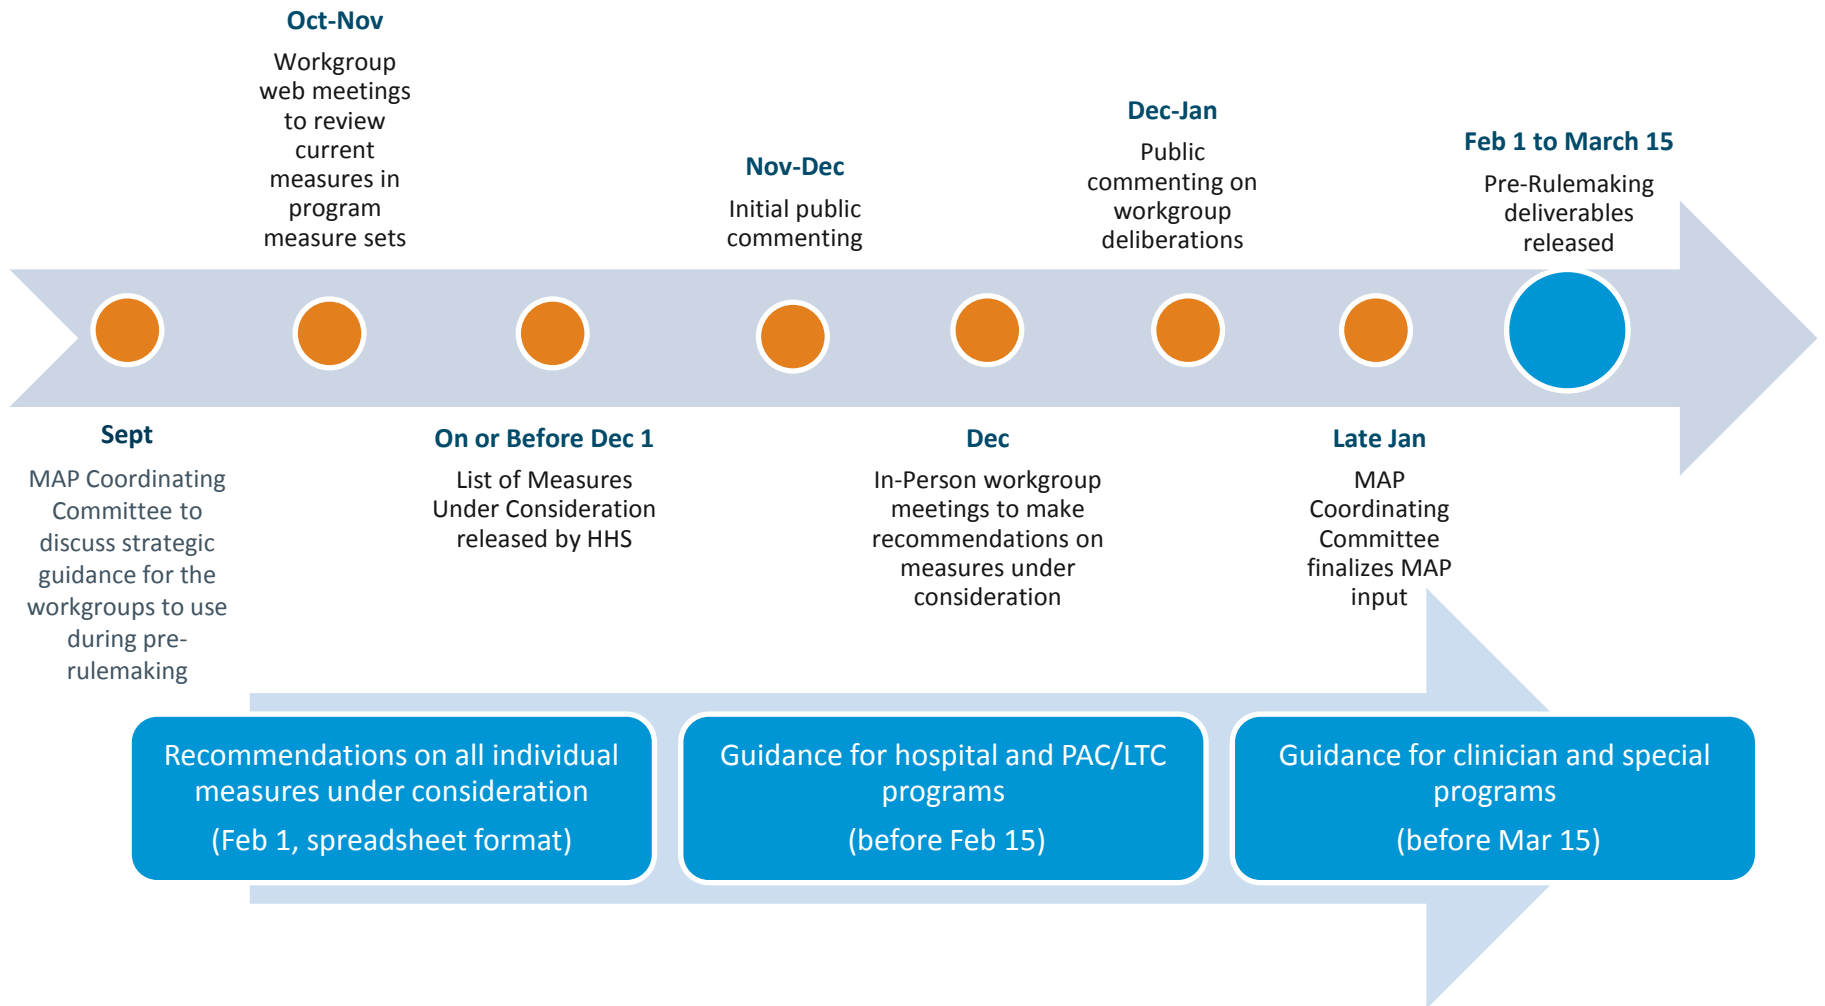 Oct-Nov
Workgroup
web meetings
to review
current
measures in
program
measure sets
Nov-Dec
Initial public
commenting
Dec-Jan
Public
commenting on
workgroup
deliberations
Feb 1 to March 15
Pre-Rulemaking
deliverables
released
Sept
MAP Coordinating
Committee to
discuss strategic
guidance for the
workgroups to use
during pre-
rulemaking
On or Before Dec 1
List of Measures
Under Consideration
released by HHS
Dec
In-Person workgroup
meetings to make
recommendations on
measures under
consideration
Late Jan
MAP
Coordinating
Committee
finalizes MAP
input
Recommendations on all individual
measures under consideration
(Feb 1, spreadsheet format)
Guidance for hospital and PAC/LTC
programs
(before Feb 15)
Guidance for clinician and special
programs
(before Mar 15)